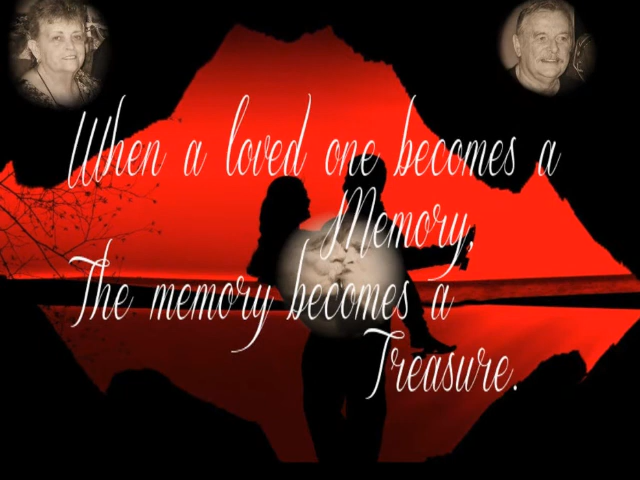 When a loved one becomes a
Memory,
The memory becomes a
Treasure.